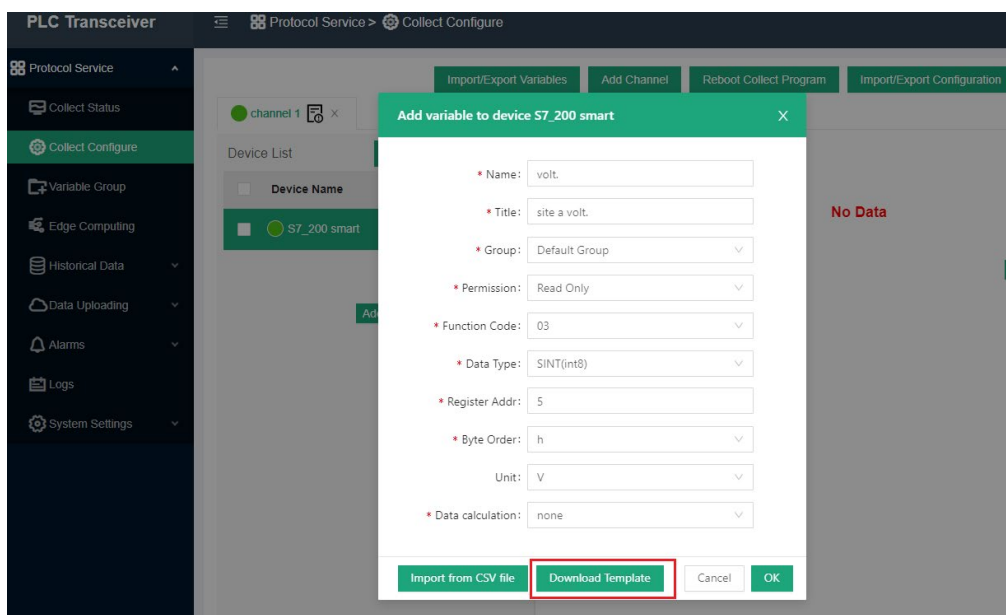 PLC Transceiver
Protocol Service > Collect Configure
Protocol Service
Collect Status
Collect Configure
Variable Group
Edge Computing
Historical Data
Data Uploading
Alarms
Logs
System Settings
Import/Export Variables
Add Channel
Reboot Collect Program
Import/Export Configuration
channel 1
Device List
Device Name
S7_200 smart
Add variable to device S7_200 smart X
* Name: volt.
* Title: site a volt.
* Group: Default Group
* Permission: Read Only
* Function Code: 03
* Data Type: SINT(int8)
* Register Addr: 5
* Byte Order: h
Unit: V
* Data calculation: none
Import from CSV file
Download Template
Cancel
OK
No Data